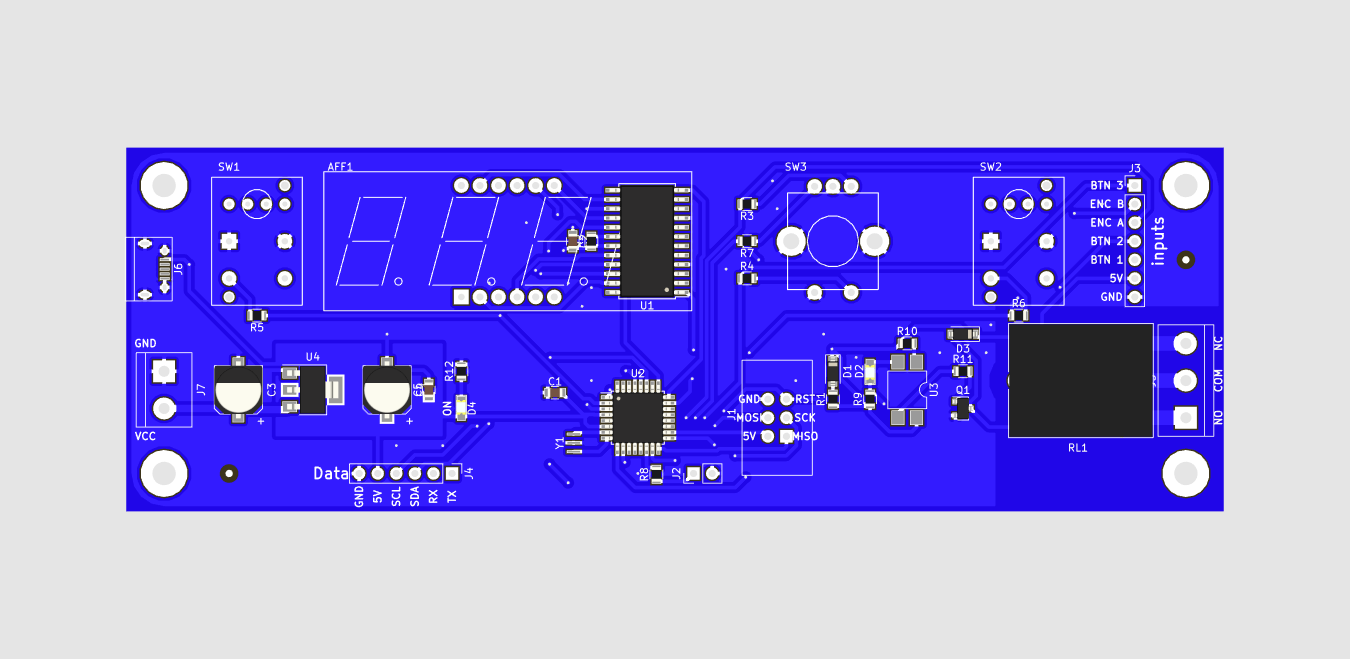 SW1
AFF1
SW3
SW2
J3
BTN 3
ENC B
ENC A
BTN 2
BTN 1
5V
GND
inputs
R3
R7
R4
J6
U1
R5
R6
GND
J7
VCC
C3
U4
R12
ON
D4
C1
U2
Y1
R8
J2
J1
GND
MOSI
5V
RST
SCK
MISO
R1
D1
D2
R9
R10
U3
D3
R11
Q1
RL1
NC
COM
NO
Data
J4
GND
5V
SCL
SDA
RX
TX